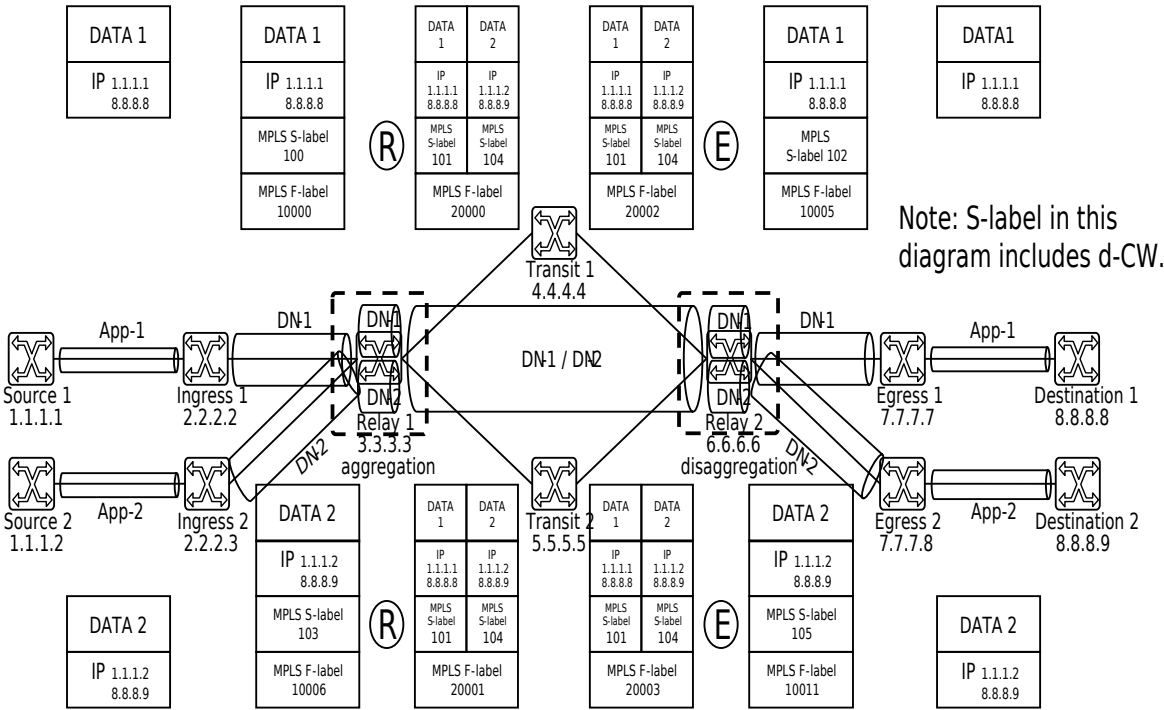 DATA 1
IP 1.1.1.1
8.8.8.8
DATA 1
IP 1.1.1.1
8.8.8.8
MPLS S-label
100
MPLS F-label
10000
R
DATA
1
DATA
2
IP
1.1.1.1
8.8.8.8
IP
1.1.1.2
8.8.8.9
MPLS
S-label
101
MPLS
S-label
104
MPLS F-label
20000
DATA
1
DATA
2
IP
1.1.1.1
8.8.8.8
IP
1.1.1.2
8.8.8.9
MPLS
S-label
101
MPLS
S-label
104
MPLS F-label
20002
E
DATA 1
IP 1.1.1.1
8.8.8.8
MPLS
S-label 102
MPLS F-label
10005
DATA1
IP 1.1.1.1
8.8.8.8
Note: S-label in this
diagram includes d-CW.
Transit 1
4.4.4.4
App-1
DN-1
DN-1
DN-1 / DN-2
DN-1
DN-1
App-1
Source 1
1.1.1.1
Ingress 1
2.2.2.2
DN-2
Relay 1
3.3.3.3
aggregation
DN-2
Relay 2
6.6.6.6
disaggregation
Egress 1
7.7.7.7
Destination 1
8.8.8.8
DN-2
DN-2
App-2
App-2
Source 2
1.1.1.2
Ingress 2
2.2.2.3
Transit 2
5.5.5.5
Egress 2
7.7.7.8
Destination 2
8.8.8.9
DATA 2
IP 1.1.1.2
8.8.8.9
DATA 2
IP 1.1.1.2
8.8.8.9
MPLS S-label
103
MPLS F-label
10006
R
DATA
1
DATA
2
IP
1.1.1.1
8.8.8.8
IP
1.1.1.2
8.8.8.9
MPLS
S-label
101
MPLS
S-label
104
MPLS F-label
20001
DATA
1
DATA
2
IP
1.1.1.1
8.8.8.8
IP
1.1.1.2
8.8.8.9
MPLS
S-label
101
MPLS
S-label
104
MPLS F-label
20003
E
DATA 2
IP 1.1.1.2
8.8.8.9
MPLS S-label
105
MPLS F-label
10011
DATA 2
IP 1.1.1.2
8.8.8.9